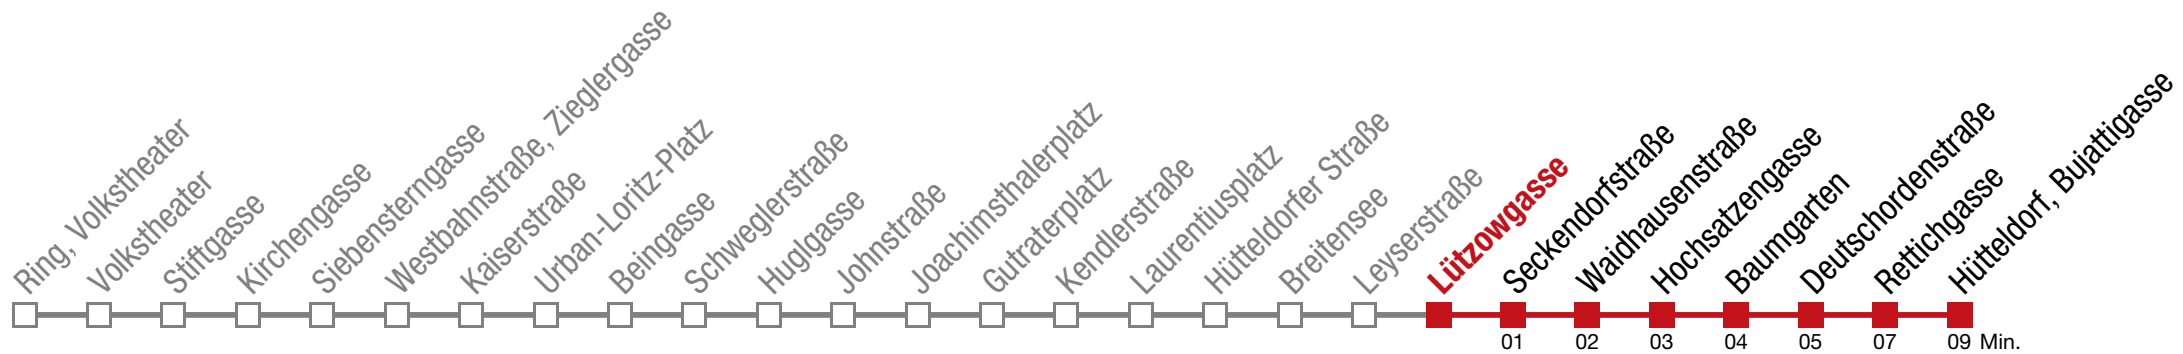 Ring, Volkstheater
Volkstheater
Stiftgasse
Kirchengasse
Siebensterngasse
Westbahnstraße, Zieglergasse
Kaiserstraße
Urban-Loritz-Platz
Beingasse
Schweglerstraße
Huglgasse
Johnstraße
Joachimsthalerplatz
Gutraterplatz
Kendlerstraße
Laurentiusplatz
Hütteldorfer Straße
Breitensee
Leyserstraße
Lützowgasse
Seckendorfstraße
Waidhausenstraße
Hochsatzengasse
Baumgarten
Deutschordenstraße
Rettichgasse
Hütteldorf, Bujattigasse
01 02 03 04 05 07 09 Min.